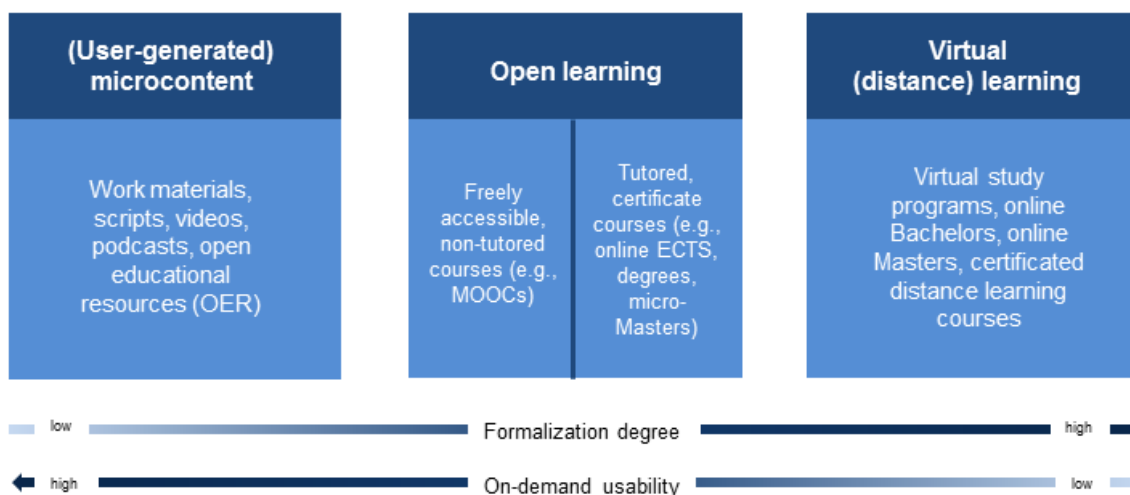 (User-generated)
microcontent
Work materials,
scripts, videos,
podcasts, open
educational
resources (OER)
Open learning
Freely
accessible,
non-tutored
courses (e.g.,
MOOCs)
Tutored,
certificate
courses (e.g.,
online ECTS,
degrees,
micro-
Masters)
Virtual
(distance) learning
Virtual study
programs, online
Bachelors, online
Masters, certificated
distance learning
courses
low Formalization degree high
high On-demand usability low